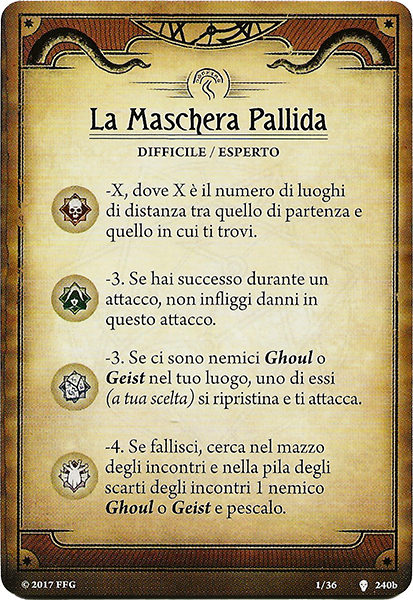 La Maschera Pallida
DIFFICILE / ESPERTO
-X, dove X è il numero di luoghi
di distanza tra quello di partenza e
quello in cui ti trovi.
-3. Se hai successo durante un
attacco, non infliggi danni in
questo attacco.
-3. Se ci sono nemici Ghoul o
Geist nel tuo luogo, uno di essi
(a tua scelta) si ripristina e ti attacca.
-4. Se fallisci, cerca nel mazzo
degli incontri e nella pila degli
scarti degli incontri 1 nemico
Ghoul o Geist e pescalo.
© 2017 FFG 1/36 240b